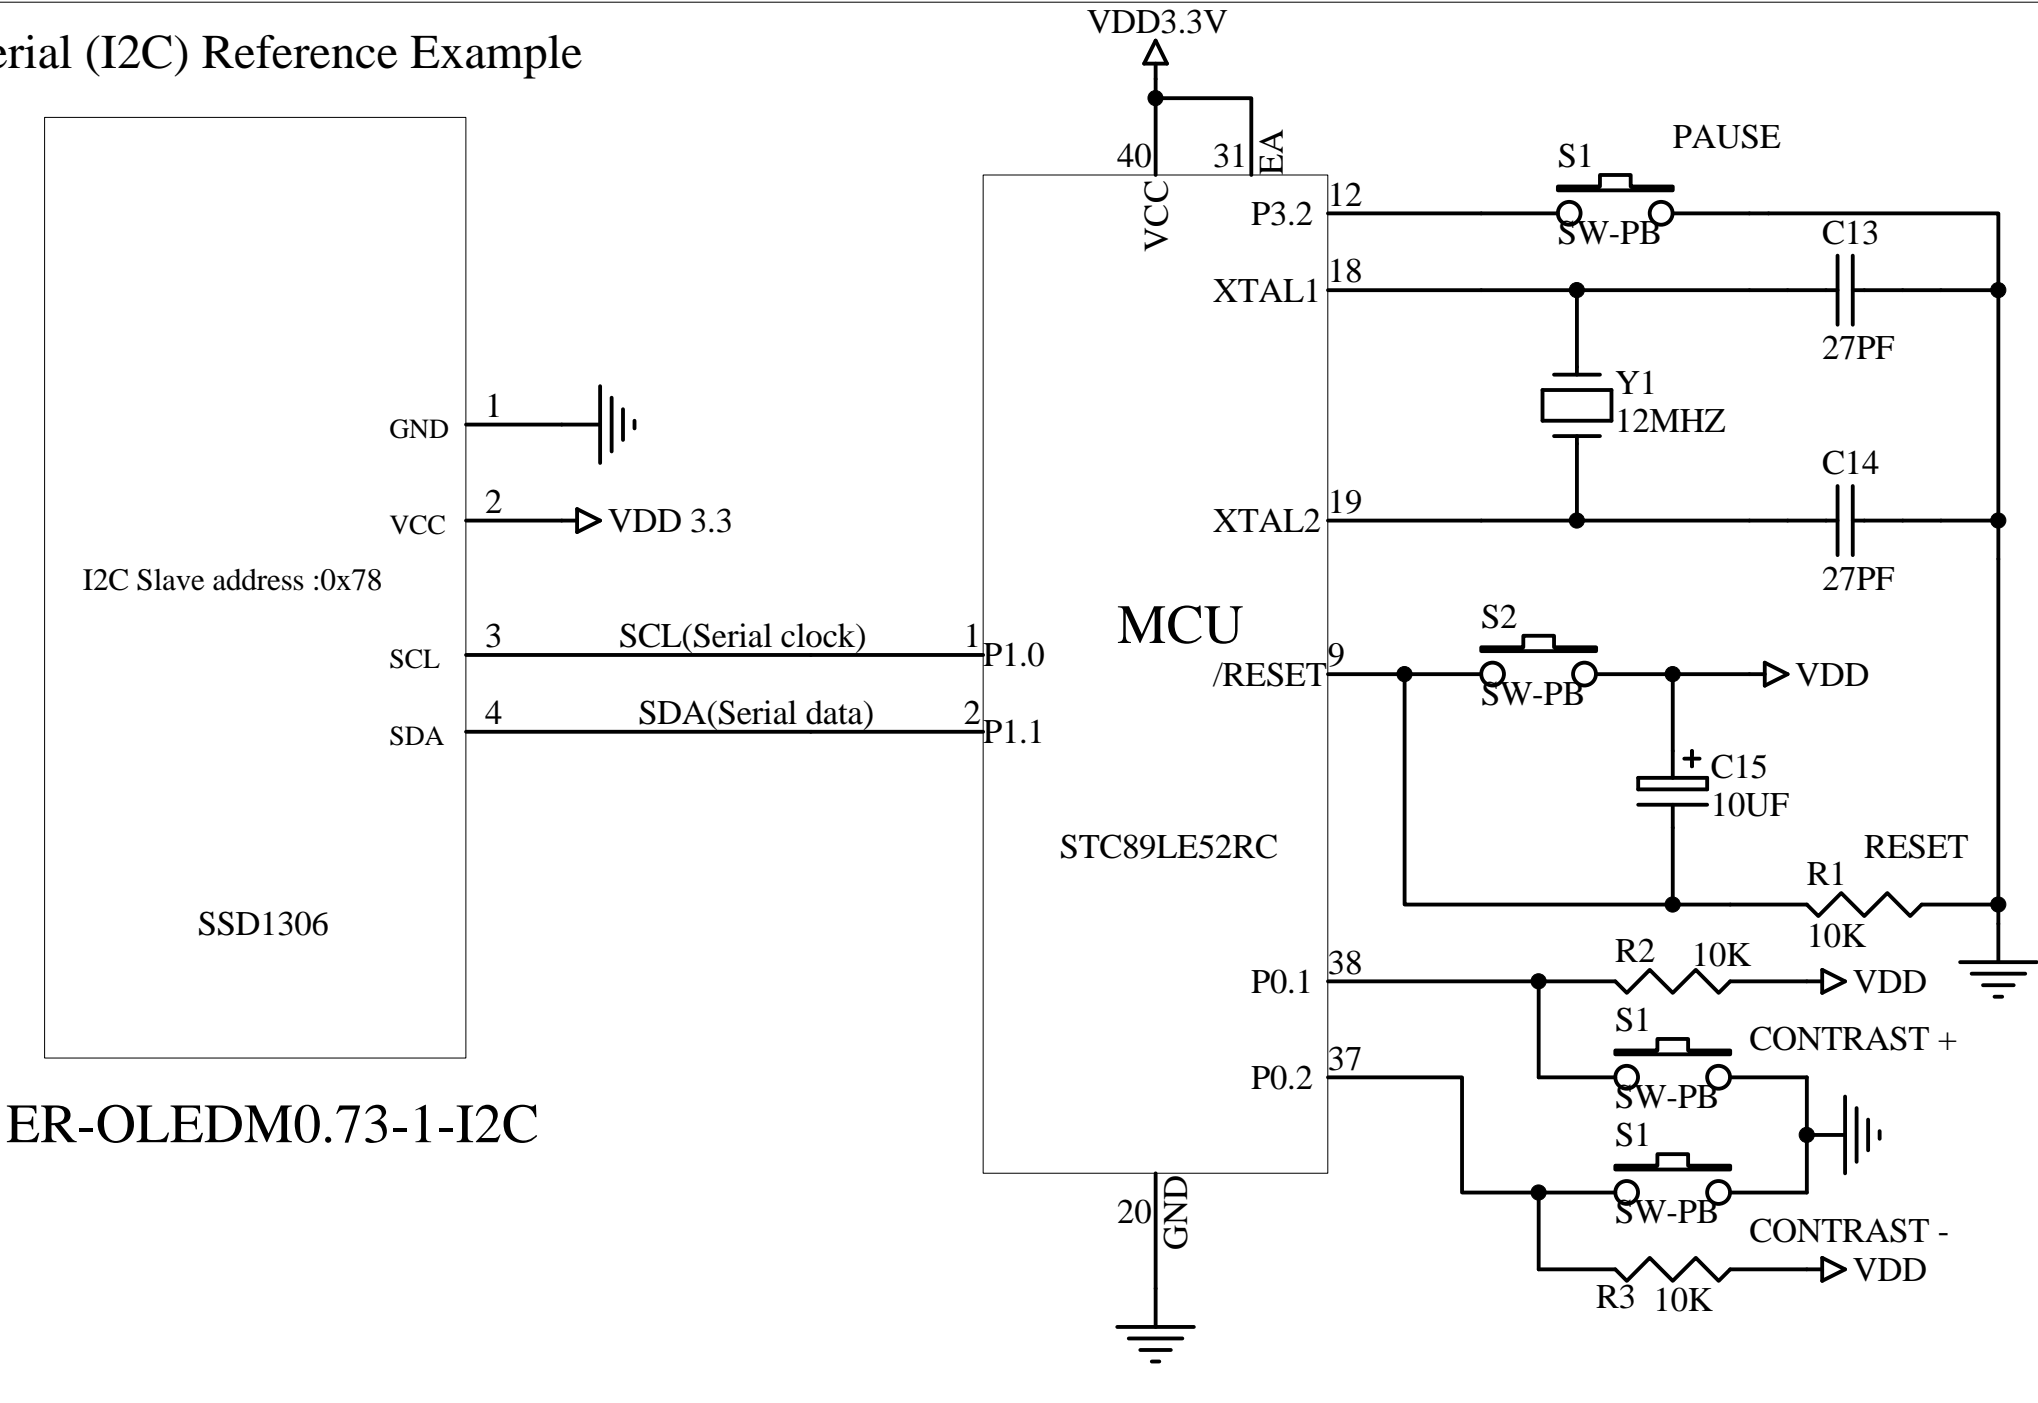 erial (I2C) Reference Example
VDD3.3V
40
31
EA
VCC
PAUSE
S1
SW-PB
P3.2
12
C13
27PF
XTAL1
18
Y1
12MHZ
C14
27PF
XTAL2
19
GND
1
VCC
2
VDD 3.3
I2C Slave address :0x78
SCL
3
SCL(Serial clock)
1
P1.0
SDA
4
SDA(Serial data)
2
P1.1
MCU
STC89LE52RC
SSD1306
ER-OLEDM0.73-1-I2C
/RESET
9
S2
SW-PB
VDD
C15
+
10UF
RESET
R1
10K
P0.1
38
R2
10K
VDD
S1
SW-PB
CONTRAST +
P0.2
37
S1
SW-PB
CONTRAST -
VDD
R3
10K
20
GND